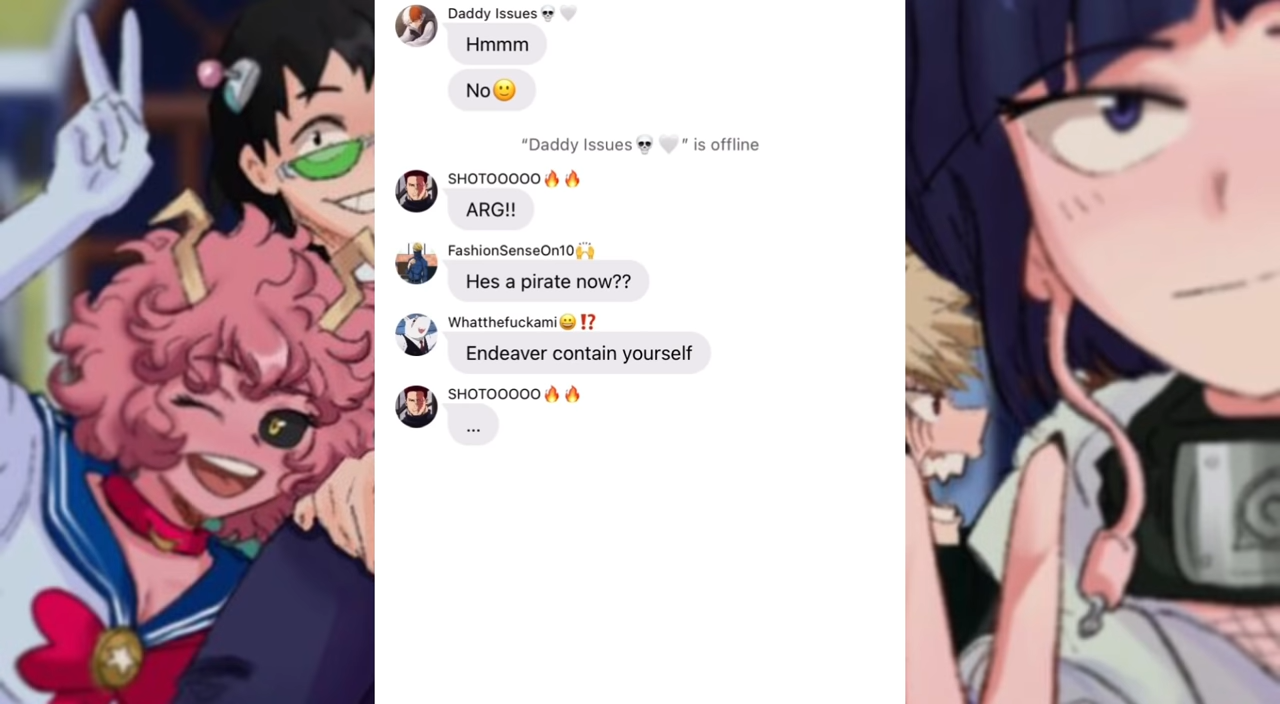 Daddy Issues💀🤍
Hmmm
No🙂
“Daddy Issues💀🤍” is offline
SHOTOOOOO🔥🔥
ARG!!
FashionSenseOn10🙌
Hes a pirate now??
Whatthefuckami😀⁉️
Endeaver contain yourself
SHOTOOOOO🔥🔥
...